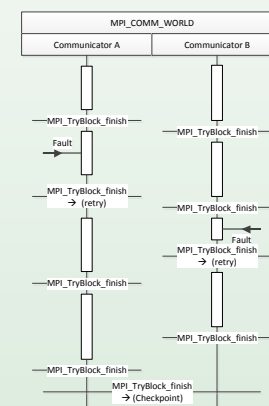 MPI_COMM_WORLD
Communicator A
Communicator B
MPI_TryBlock_finish
MPI_TryBlock_finish
Fault
MPI_TryBlock_finish
→ (retry)
MPI_TryBlock_finish
Fault
MPI_TryBlock_finish
→ (retry)
MPI_TryBlock_finish
MPI_TryBlock_finish
MPI_TryBlock_finish
MPI_TryBlock_finish
→ (Checkpoint)